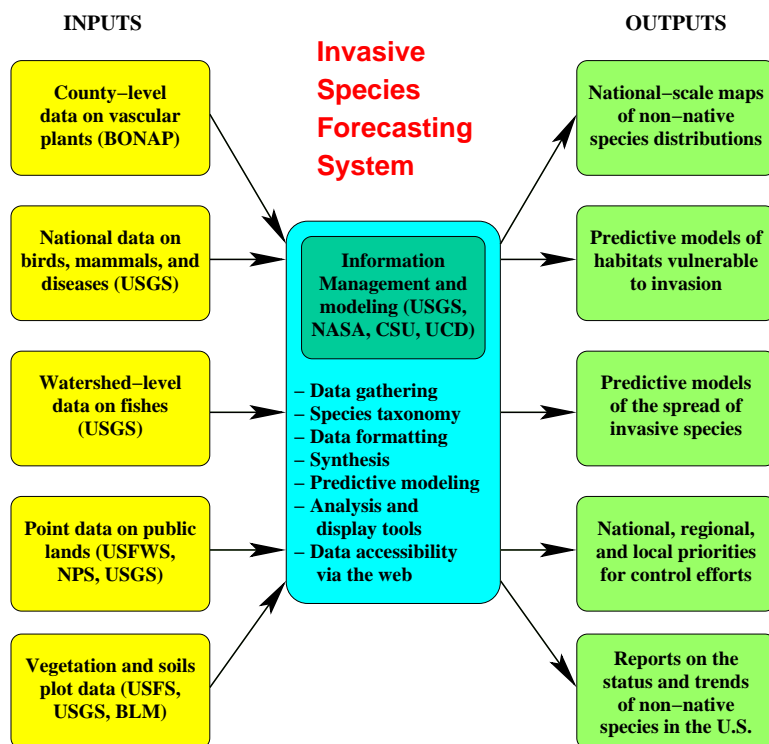 INPUTS
OUTPUTS
Invasive
Species
Forecasting
System
County−level
data on vascular
plants (BONAP)
National data on
birds, mammals, and
diseases (USGS)
Watershed−level
data on fishes
(USGS)
Point data on public
lands (USFWS,
NPS, USGS)
Vegetation and soils
plot data (USFS,
USGS, BLM)
Information
Management and
modeling (USGS,
NASA, CSU, UCD)
− Data gathering
− Species taxonomy
− Data formatting
− Synthesis
− Predictive modeling
− Analysis and
display tools
− Data accessibility
via the web
National−scale maps
of non−native
species distributions
Predictive models of
habitats vulnerable
to invasion
Predictive models
of the spread of
invasive species
National, regional,
and local priorities
for control efforts
Reports on the
status and trends
of non−native
species in the U.S.